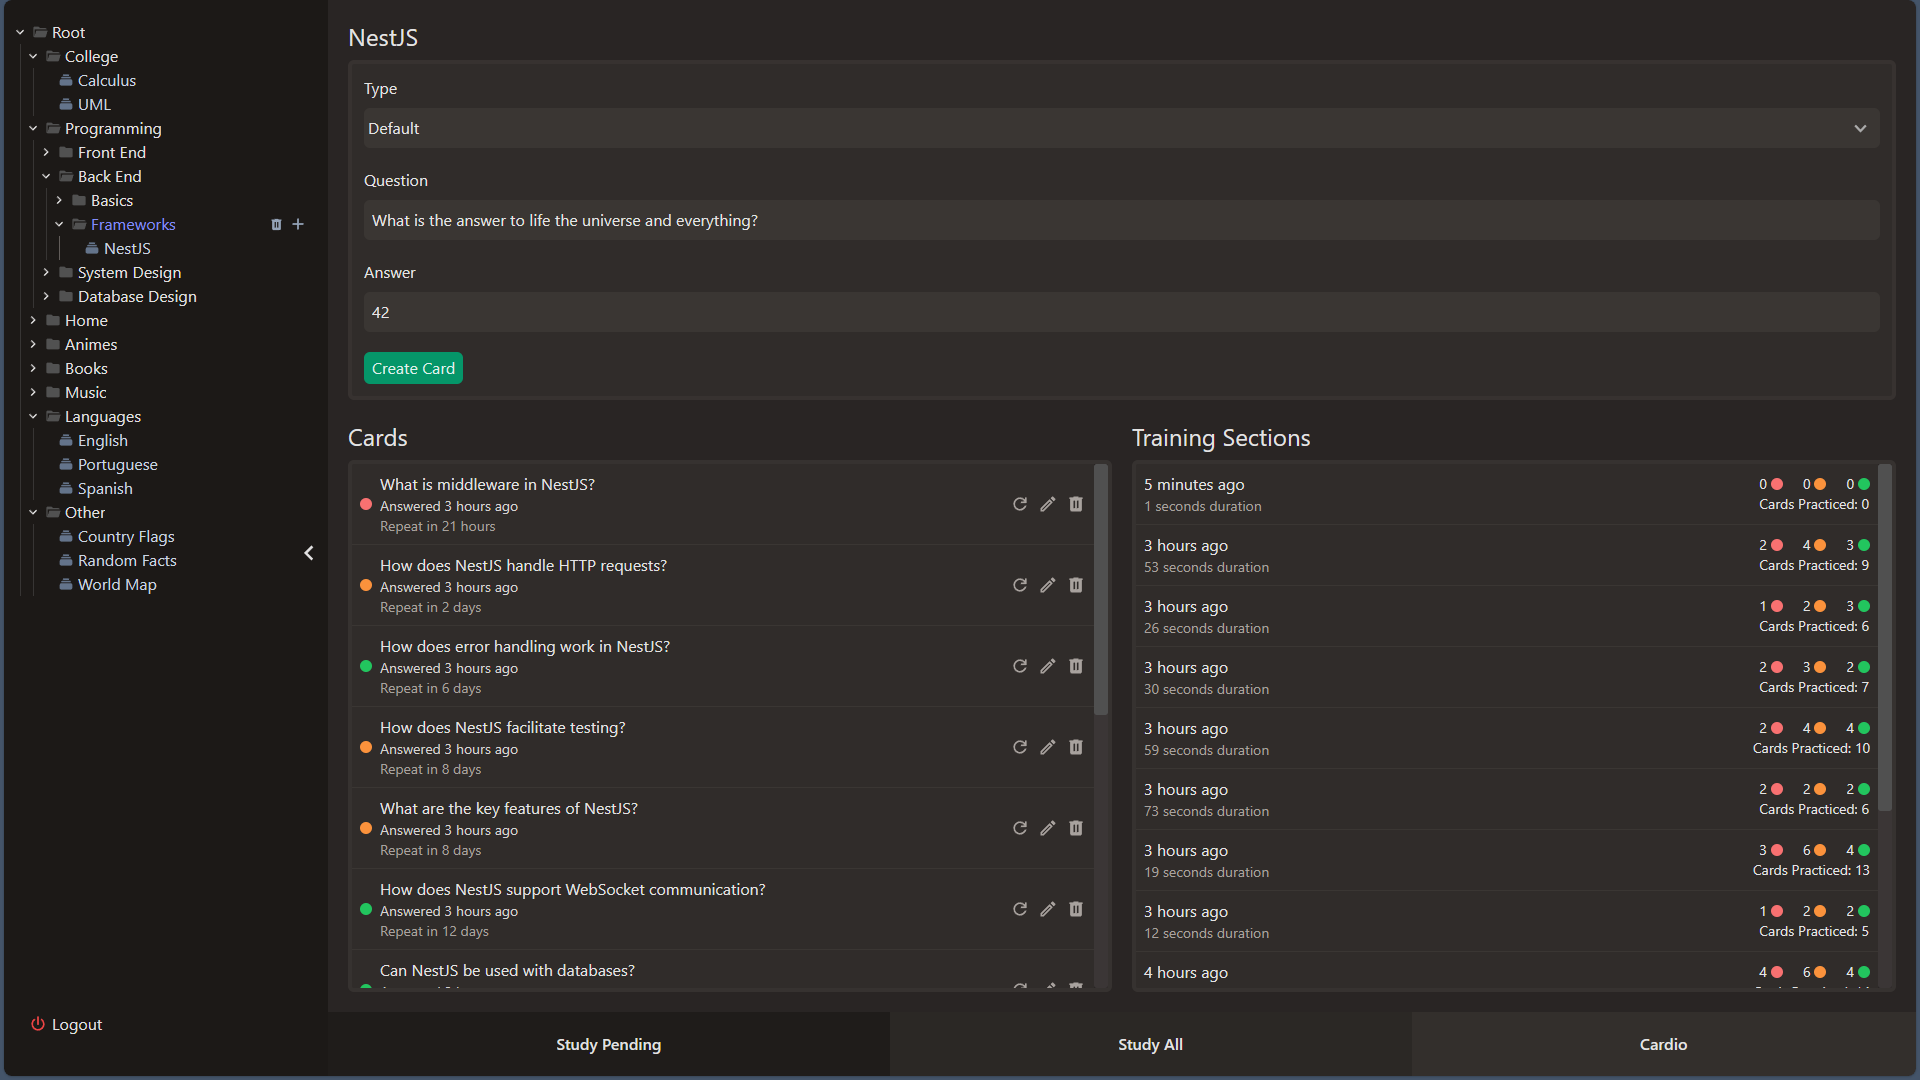 Root
College
Calculus
UML
Programming
Front End
Back End
Basics
Frameworks
NestJS
System Design
Database Design
Home
Animes
Books
Music
Languages
English
Portuguese
Spanish
Other
Country Flags
Random Facts
World Map
Logout
NestJS
Type
Default
Question
What is the answer to life the universe and everything?
Answer
42
Create Card
Cards
What is middleware in NestJS?
Answered 3 hours ago
Repeat in 21 hours
How does NestJS handle HTTP requests?
Answered 3 hours ago
Repeat in 2 days
How does error handling work in NestJS?
Answered 3 hours ago
Repeat in 6 days
How does NestJS facilitate testing?
Answered 3 hours ago
Repeat in 8 days
What are the key features of NestJS?
Answered 3 hours ago
Repeat in 8 days
How does NestJS support WebSocket communication?
Answered 3 hours ago
Repeat in 12 days
Can NestJS be used with databases?
Training Sections
5 minutes ago 0 0 0
1 seconds duration Cards Practiced: 0
3 hours ago 2 4 3
53 seconds duration Cards Practiced: 9
3 hours ago 1 2 3
26 seconds duration Cards Practiced: 6
3 hours ago 2 3 2
30 seconds duration Cards Practiced: 7
3 hours ago 2 4 4
59 seconds duration Cards Practiced: 10
3 hours ago 2 2 2
73 seconds duration Cards Practiced: 6
3 hours ago 3 6 4
19 seconds duration Cards Practiced: 13
3 hours ago 1 2 2
12 seconds duration Cards Practiced: 5
4 hours ago 4 6 4
Study Pending Study All Cardio